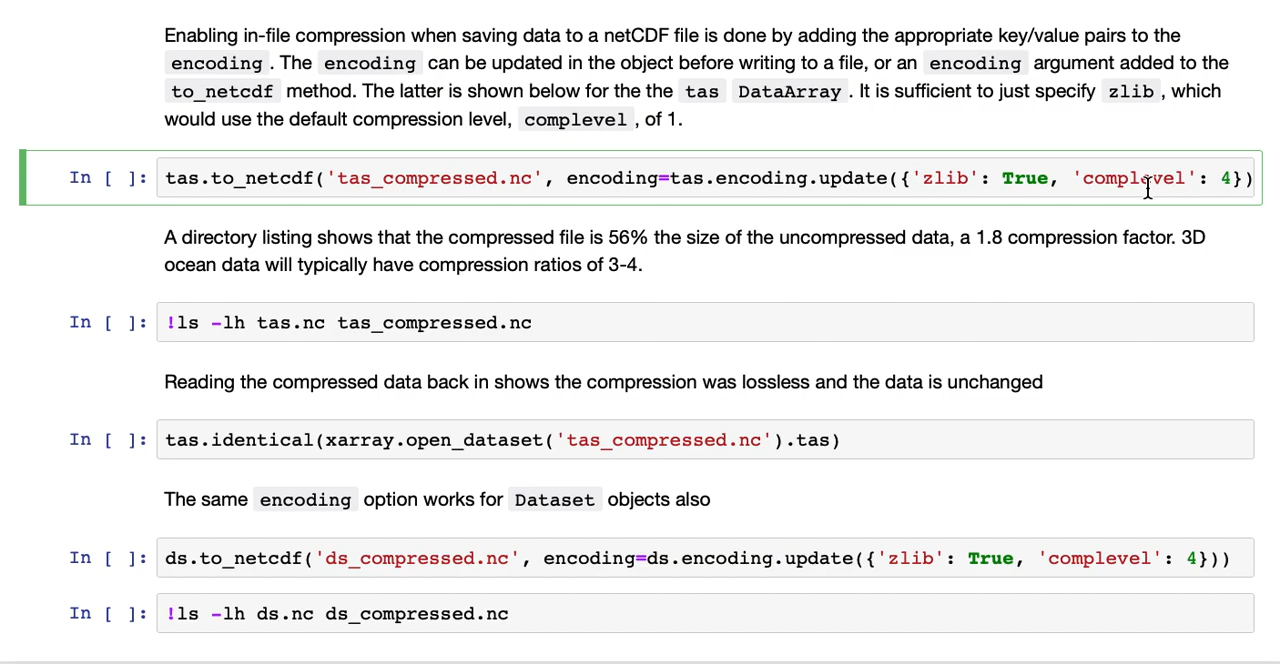 Enabling in-file compression when saving data to a netCDF file is done by adding the appropriate key/value pairs to the
encoding . The encoding can be updated in the object before writing to a file, or an encoding argument added to the
to_netcdf method. The latter is shown below for the the tas DataArray . It is sufficient to just specify zlib , which
would use the default compression level, complevel , of 1.
In [ ]: tas.to_netcdf('tas_compressed.nc', encoding=tas.encoding.update({'zlib': True, 'complevel': 4})
A directory listing shows that the compressed file is 56% the size of the uncompressed data, a 1.8 compression factor. 3D
ocean data will typically have compression ratios of 3-4.
In [ ]: !ls -lh tas.nc tas_compressed.nc
Reading the compressed data back in shows the compression was lossless and the data is unchanged
In [ ]: tas.identical(xarray.open_dataset('tas_compressed.nc').tas)
The same encoding option works for Dataset objects also
In [ ]: ds.to_netcdf('ds_compressed.nc', encoding=ds.encoding.update({'zlib': True, 'complevel': 4}))
In [ ]: !ls -lh ds.nc ds_compressed.nc